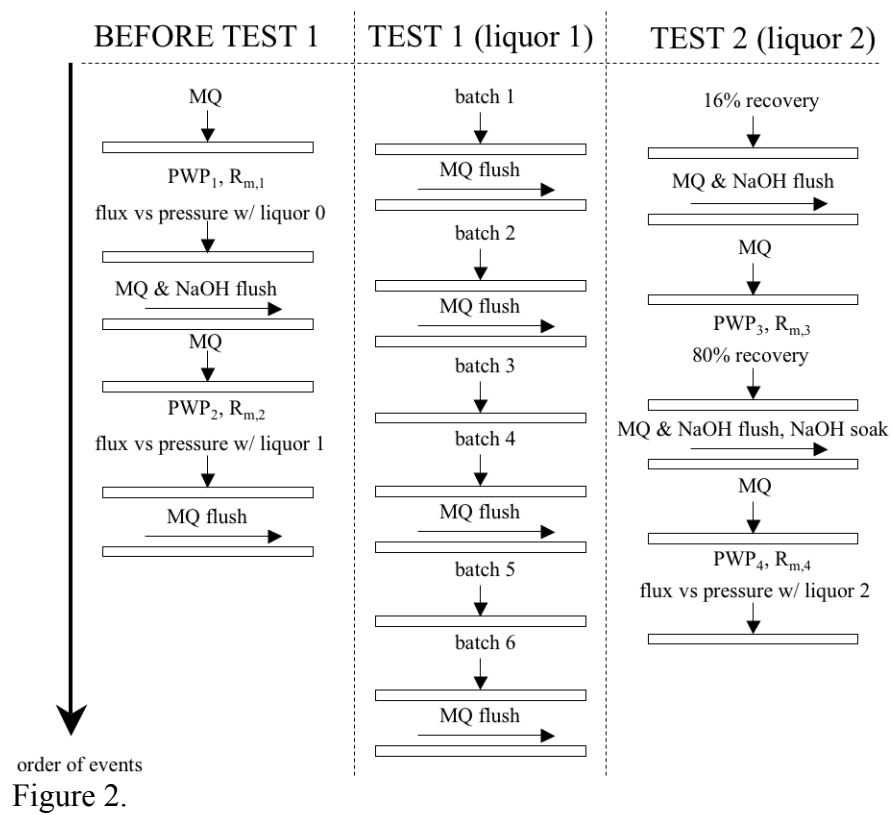 BEFORE TEST 1
MQ
PWP₁, Rₘ,₁
flux vs pressure w/ liquor 0
MQ & NaOH flush
MQ
PWP₂, Rₘ,₂
flux vs pressure w/ liquor 1
MQ flush
TEST 1 (liquor 1)
batch 1
MQ flush
batch 2
MQ flush
batch 3
batch 4
MQ flush
batch 5
batch 6
MQ flush
TEST 2 (liquor 2)
16% recovery
MQ & NaOH flush
MQ
PWP₃, Rₘ,₃
80% recovery
MQ & NaOH flush, NaOH soak
MQ
PWP₄, Rₘ,₄
flux vs pressure w/ liquor 2
order of events
Figure 2.